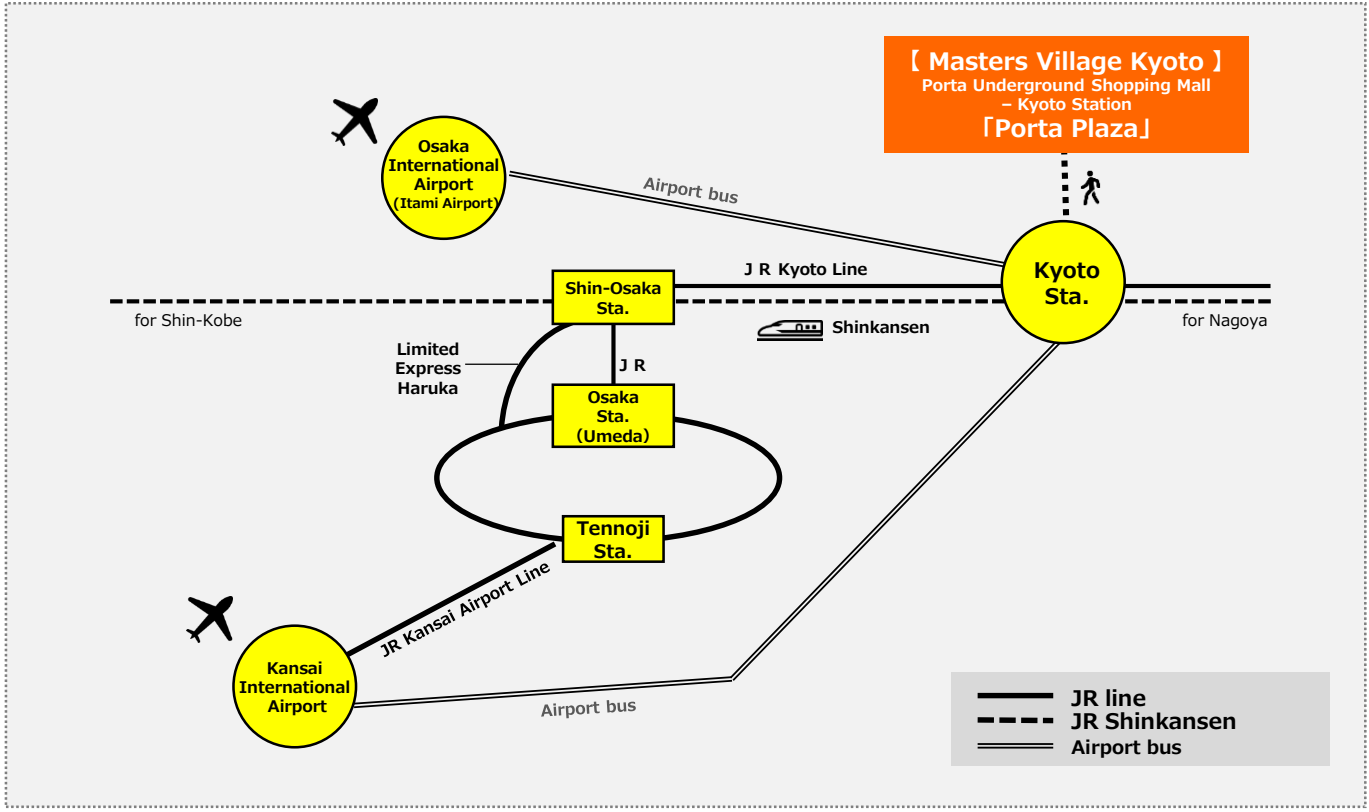 【 Masters Village Kyoto 】
Porta Underground Shopping Mall
– Kyoto Station
「Porta Plaza」
Osaka
International
Airport
(Itami Airport)
Airport bus
Kyoto
Sta.
J R Kyoto Line
Shin-Osaka
Sta.
for Shin-Kobe
Shinkansen
for Nagoya
Limited
Express
Haruka
J R
Osaka
Sta.
(Umeda)
Tennoji
Sta.
JR Kansai Airport Line
Kansai
International
Airport
Airport bus
JR line
JR Shinkansen
Airport bus